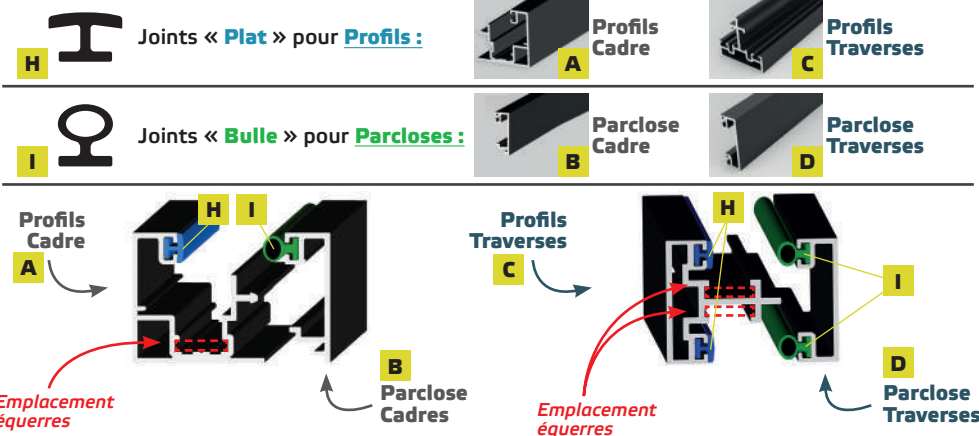 H
Joints « Plat » pour Profils :
A
Profils
Cadre
C
Profils
Traverses
I
Joints « Bulle » pour Parcloses :
B
Parclose
Cadre
D
Parclose
Traverses
Profils
Cadre
A
H
I
B
Parclose
Cadres
Emplacement
équerres
Profils
Traverses
C
H
I
D
Parclose
Traverses
Emplacement
équerres